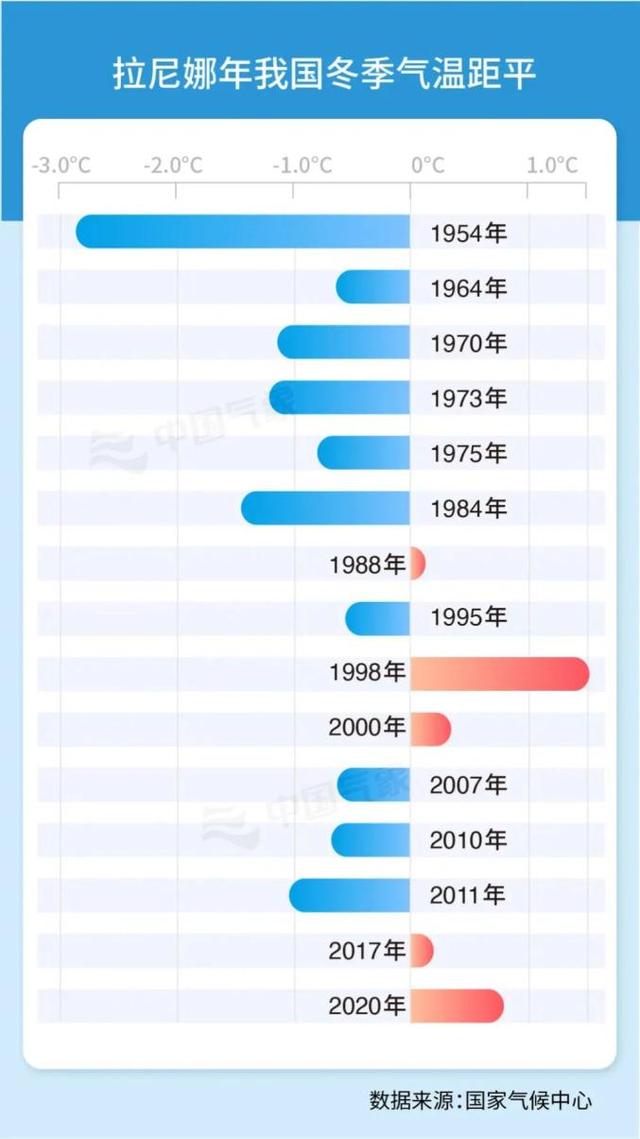 拉尼娜年我国冬季气温距平
-3.0°C -2.0°C -1.0°C 0°C 1.0°C
1954年
1964年
1970年
1973年
中国气象
1975年
1984年
1988年
1995年
1998年
2000年
2007年
中国气象
2010年
2011年
2017年
2020年
数据来源:国家气候中心